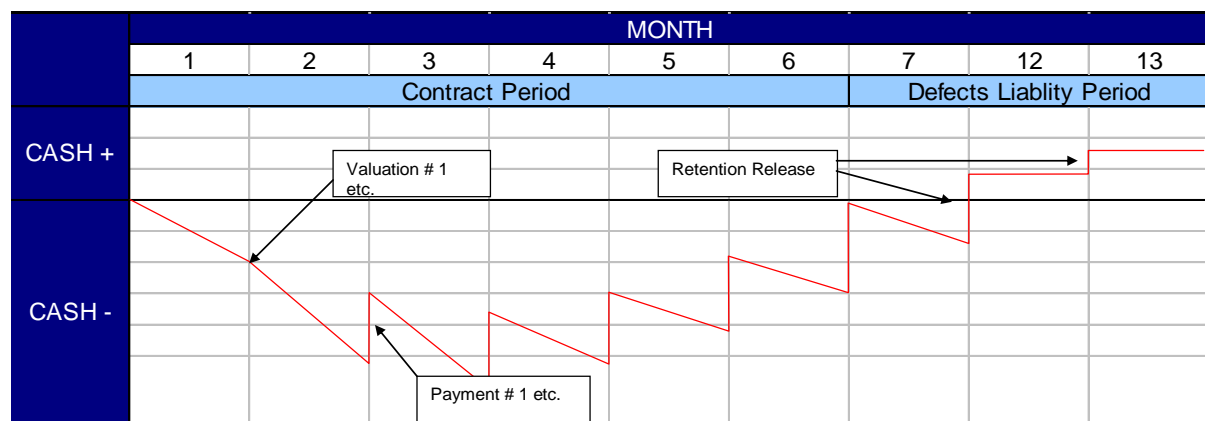 MONTH
1 2 3 4 5 6 7 12 13
Contract Period Defects Liablity Period
CASH +
Valuation # 1
etc.
Retention Release
CASH -
Payment # 1 etc.